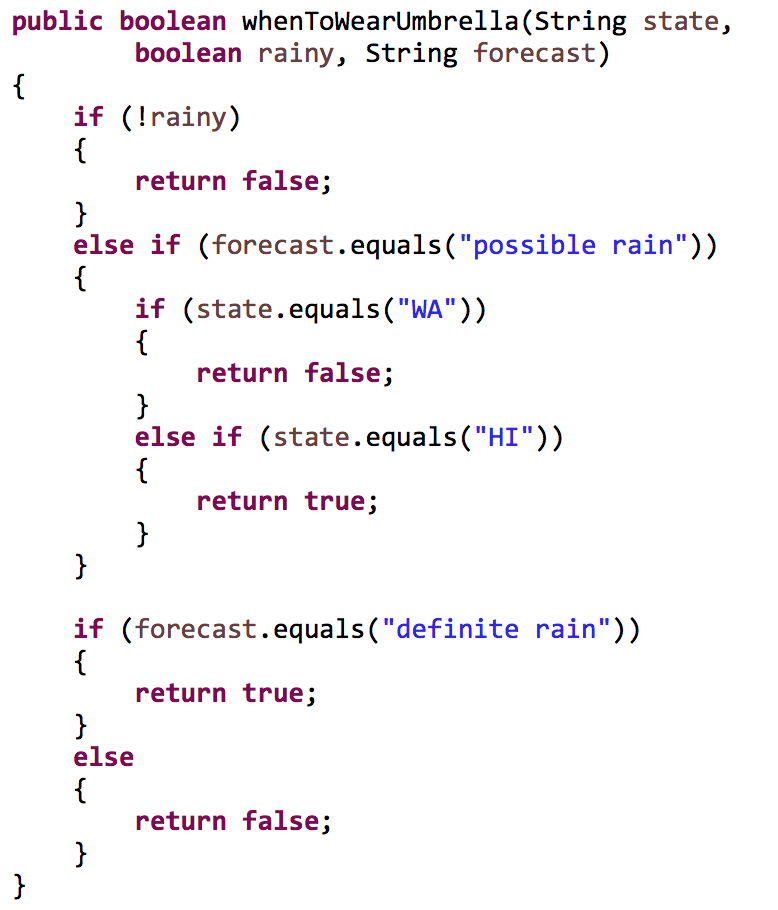 public boolean whenToWearUmbrella(String state,
        boolean rainy, String forecast)
{
    if (!rainy)
    {
        return false;
    }
    else if (forecast.equals("possible rain"))
    {
        if (state.equals("WA"))
        {
            return false;
        }
        else if (state.equals("HI"))
        {
            return true;
        }
    }

    if (forecast.equals("definite rain"))
    {
        return true;
    }
    else
    {
        return false;
    }
}